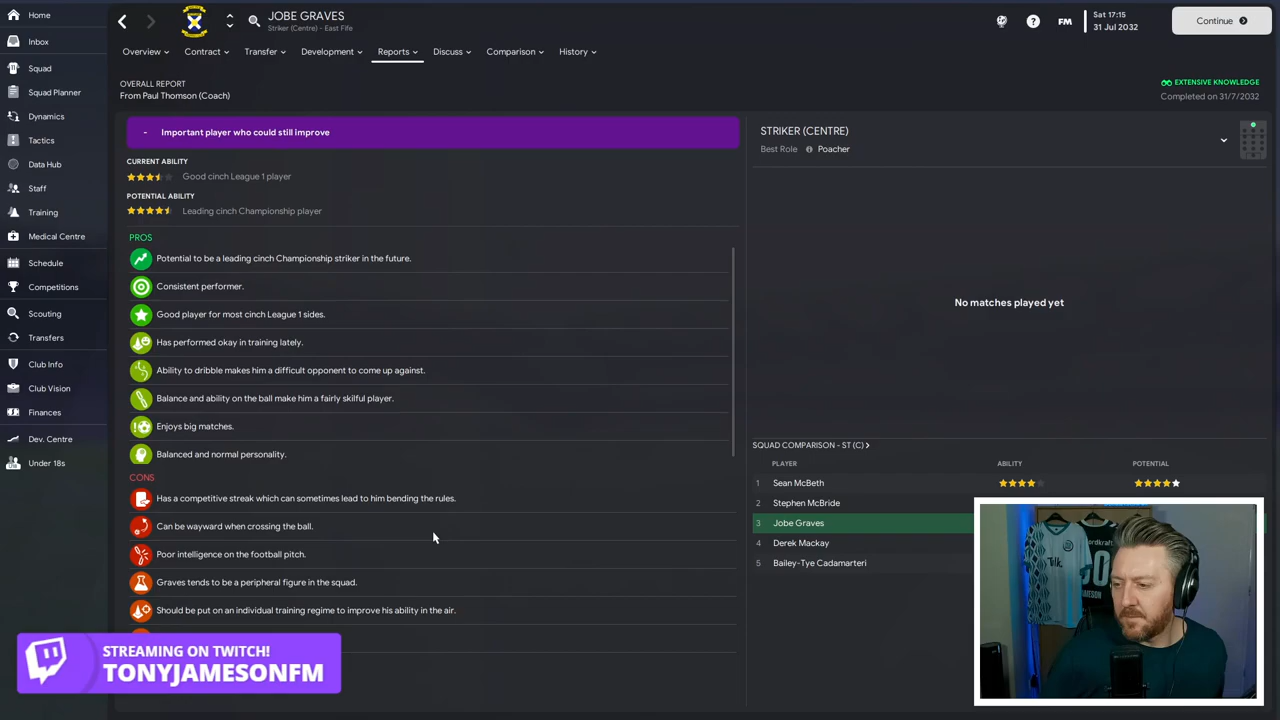 Home
Inbox
Squad
Squad Planner
Dynamics
Tactics
Data Hub
Staff
Training
Medical Centre
Schedule
Competitions
Scouting
Transfers
Club Info
Club Vision
Finances
Dev. Centre
Under 18s
JOBE GRAVES
Striker (Centre) - East Fife
? FM Sat 17:15
31 Jul 2032
Continue
Overview Contract Transfer Development Reports Discuss Comparison History
OVERALL REPORT
From Paul Thomson (Coach)
EXTENSIVE KNOWLEDGE
Completed on 31/7/2032
- Important player who could still improve
CURRENT ABILITY
Good cinch League 1 player
POTENTIAL ABILITY
Leading cinch Championship player
PROS
Potential to be a leading cinch Championship striker in the future.
Consistent performer.
Good player for most cinch League 1 sides.
Has performed okay in training lately.
Ability to dribble makes him a difficult opponent to come up against.
Balance and ability on the ball make him a fairly skilful player.
Enjoys big matches.
Balanced and normal personality.
CONS
Has a competitive streak which can sometimes lead to him bending the rules.
Can be wayward when crossing the ball.
Poor intelligence on the football pitch.
Graves tends to be a peripheral figure in the squad.
Should be put on an individual training regime to improve his ability in the air.
STRIKER (CENTRE)
Best Role Poacher
No matches played yet
SQUAD COMPARISON - ST (C)
PLAYER ABILITY POTENTIAL
1 Sean McBeth
2 Stephen McBride
3 Jobe Graves
4 Derek Mackay
5 Bailey-Tye Cadamarteri
STREAMING ON TWITCH!
TONYJAMESONFM
Talk.
JAMESON